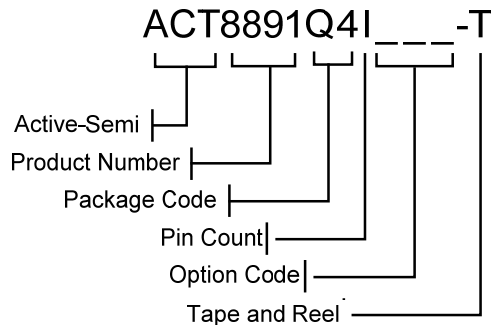 ACT8891Q4I_ _ _-T
Active-Semi
Product Number
Package Code
Pin Count
Option Code
Tape and Reel